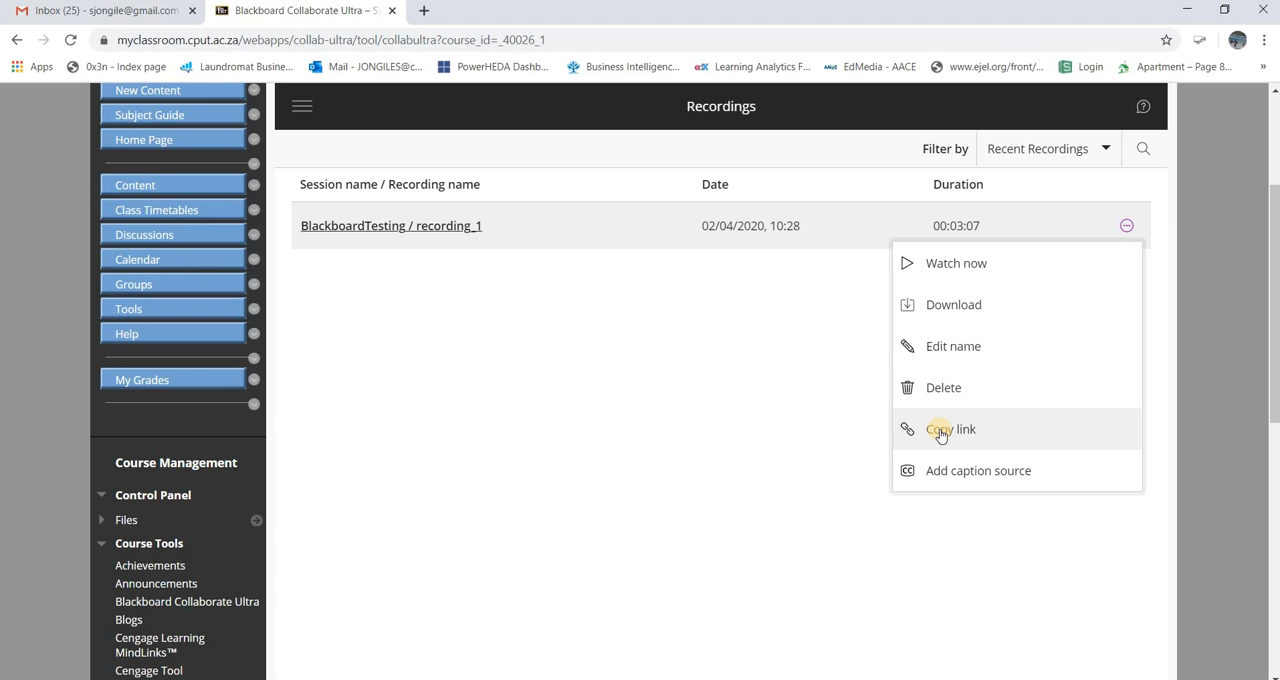 Inbox (25) - sjongile@gmail.com
Blackboard Collaborate Ultra – S
myclassroom.cput.ac.za/webapps/collab-ultra/tool/collabultra?course_id=_40026_1
Apps
0x3n - Index page
Laundromat Busine...
Mail - JONGILES@c...
PowerHEDA Dashb...
Business Intelligenc...
Learning Analytics F...
EdMedia - AACE
www.ejel.org/front/...
Login
Apartment – Page 8...
»
New Content
Subject Guide
Home Page
Content
Class Timetables
Discussions
Calendar
Groups
Tools
Help
My Grades
Course Management
Control Panel
Files
Course Tools
Achievements
Announcements
Blackboard Collaborate Ultra
Blogs
Cengage Learning
MindLinks™
Cengage Tool
Recordings
Filter by
Recent Recordings
Session name / Recording name
Date
Duration
BlackboardTesting / recording_1
02/04/2020, 10:28
00:03:07
Watch now
Download
Edit name
Delete
Copy link
Add caption source